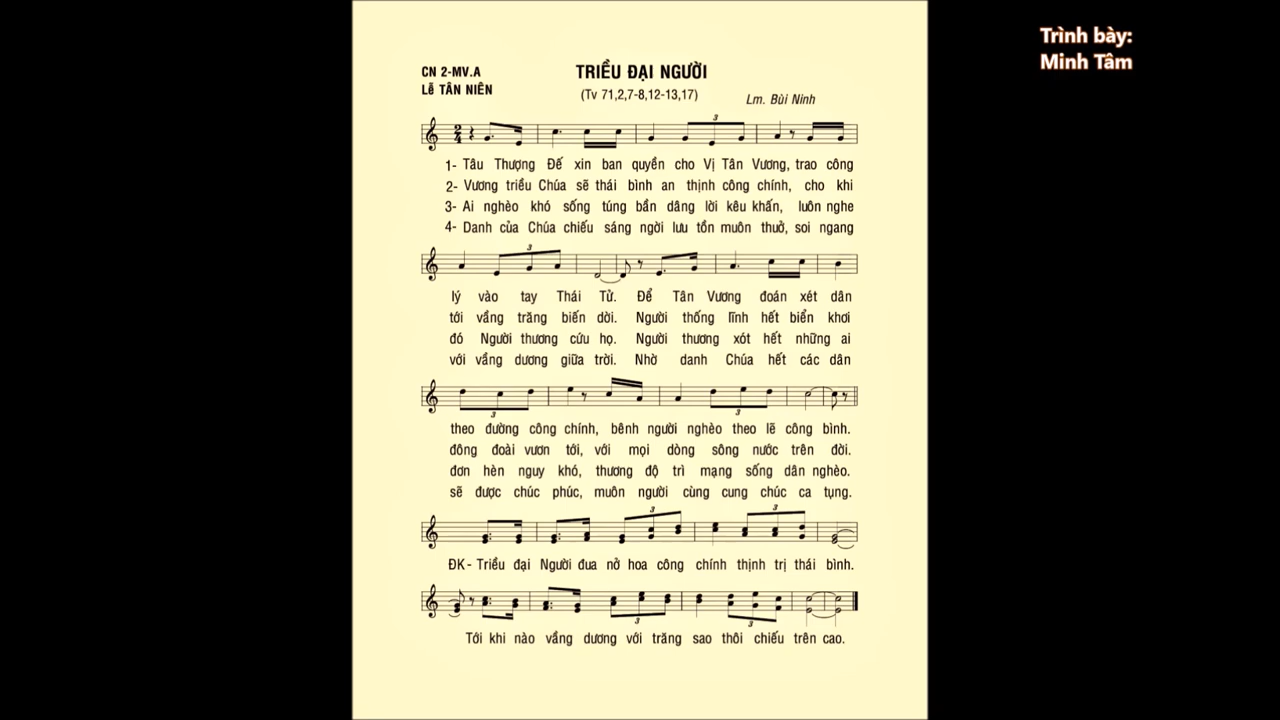 Trình bày:
Minh Tâm
CN 2-MV.A
Lễ TÂN NIÊN
TRIỀU ĐẠI NGƯỜI
(Tv 71,2,7-8,12-13,17)
Lm. Bùi Ninh
1- Tâu Thượng Đế xin ban quyền cho Vị Tân Vương, trao công
2- Vương triều Chúa sẽ thái bình an thịnh công chính, cho khi
3- Ai nghèo khó sống túng bần dâng lời kêu khấn, luôn nghe
4- Danh của Chúa chiếu sáng ngời lưu tồn muôn thuở, soi ngang
lý vào tay Thái Tử. Để Tân Vương đoán xét dân
tới vầng trăng biến dời. Người thống lĩnh hết biển khơi
đó Người thương cứu họ. Người thương xót hết những ai
với vầng dương giữa trời. Nhờ danh Chúa hết các dân
theo đường công chính, bênh người nghèo theo lẽ công bình.
đông đoài vươn tới, với mọi dòng sông nước trên đời.
đơn hèn nguy khó, thương độ trì mạng sống dân nghèo.
sẽ được chúc phúc, muôn người cùng cung chúc ca tụng.
ĐK- Triều đại Người đua nở hoa công chính thịnh trị thái bình.
Tới khi nào vầng dương với trăng sao thôi chiếu trên cao.